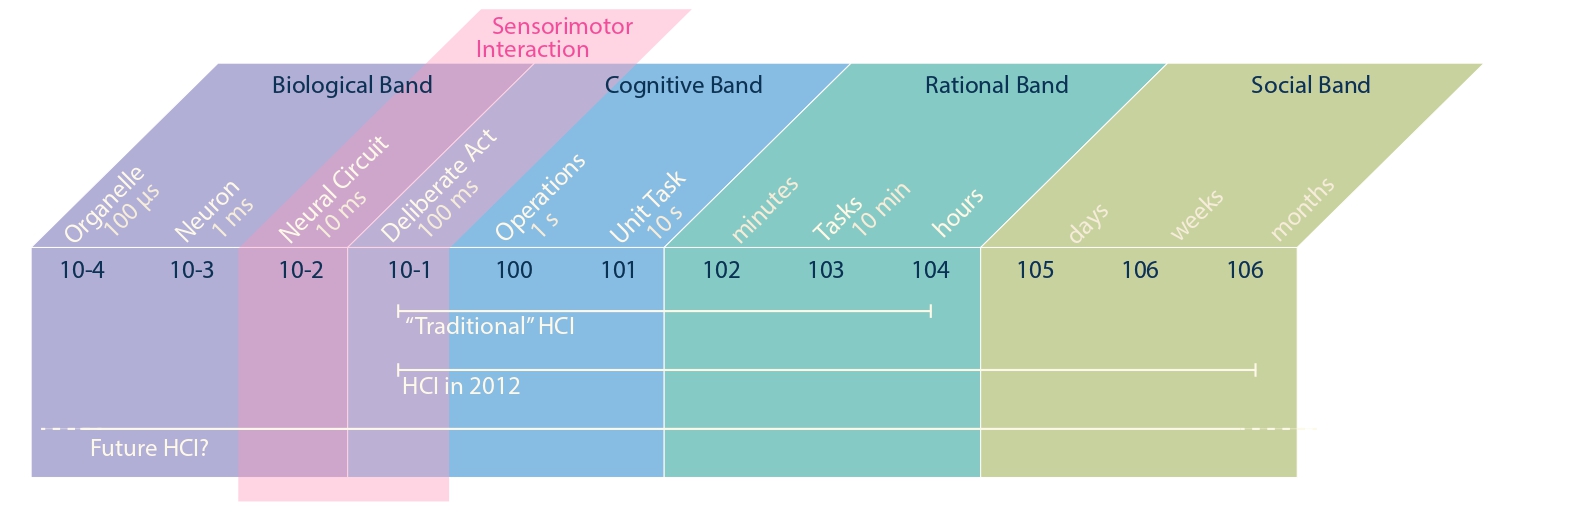 Sensorimotor
Interaction
Biological Band
Cognitive Band
Rational Band
Social Band
Organelle
100 µs
Neuron
1 ms
Neural Circuit
10 ms
Deliberate Act
100 ms
Operations
1 s
Unit Task
10 s
minutes
Tasks
10 min
hours
days
weeks
months
10-4 10-3 10-2 10-1 100 101 102 103 104 105 106 106
“Traditional” HCI
HCI in 2012
Future HCI?